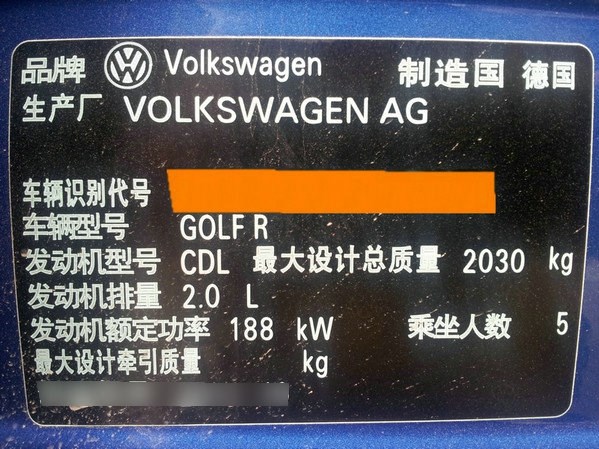 品牌 Volkswagen 制造国 德国
生产厂 VOLKSWAGEN AG
车辆识别代号
车辆型号 GOLF R
发动机型号 CDL 最大设计总质量 2030 kg
发动机排量 2.0 L
发动机额定功率 188 kW 乘坐人数 5
最大设计牵引质量 kg